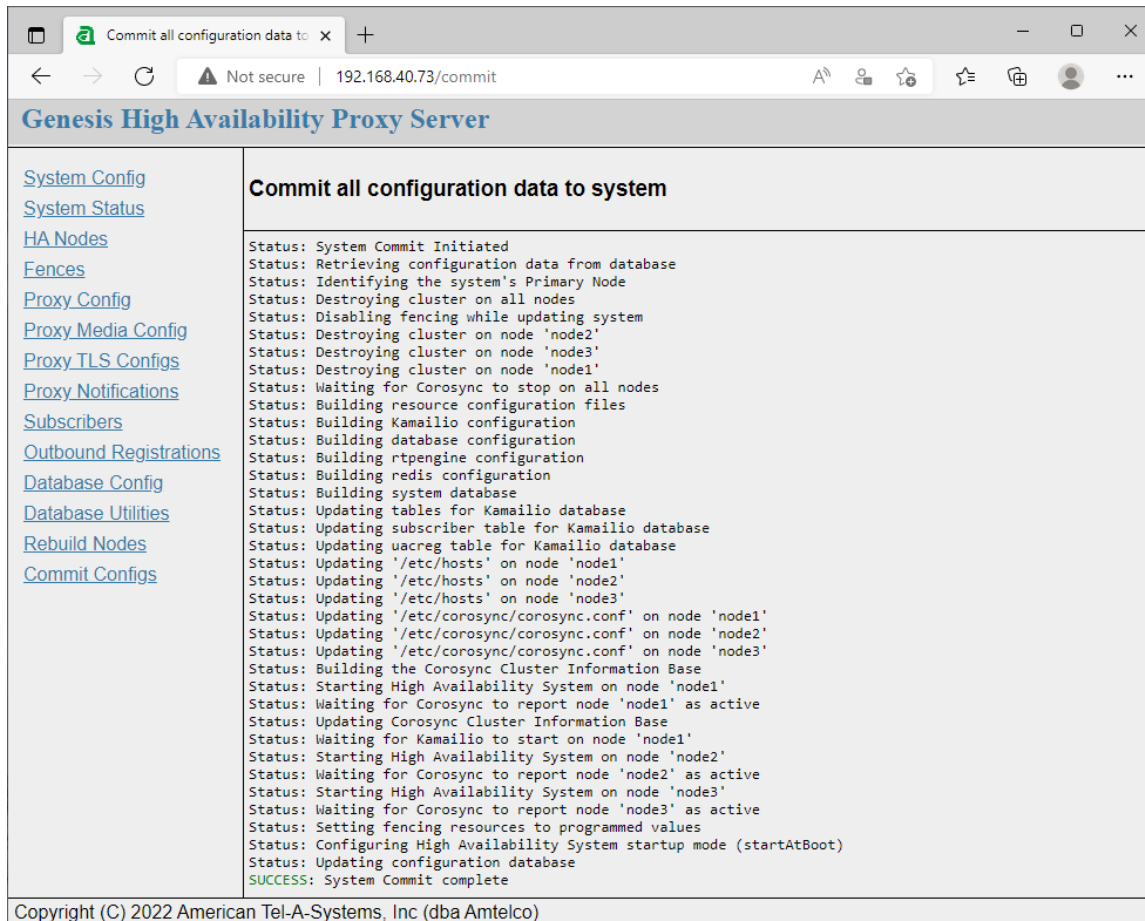 Commit all configuration data to
Not secure | 192.168.40.73/commit
Genesis High Availability Proxy Server
System Config
System Status
HA Nodes
Fences
Proxy Config
Proxy Media Config
Proxy TLS Configs
Proxy Notifications
Subscribers
Outbound Registrations
Database Config
Database Utilities
Rebuild Nodes
Commit Configs
Commit all configuration data to system
Status: System Commit Initiated
Status: Retrieving configuration data from database
Status: Identifying the system's Primary Node
Status: Destroying cluster on all nodes
Status: Disabling fencing while updating system
Status: Destroying cluster on node 'node2'
Status: Destroying cluster on node 'node3'
Status: Destroying cluster on node 'node1'
Status: Waiting for Corosync to stop on all nodes
Status: Building resource configuration files
Status: Building Kamailio configuration
Status: Building database configuration
Status: Building rtpengine configuration
Status: Building redis configuration
Status: Building system database
Status: Updating tables for Kamailio database
Status: Updating subscriber table for Kamailio database
Status: Updating uacreg table for Kamailio database
Status: Updating '/etc/hosts' on node 'node1'
Status: Updating '/etc/hosts' on node 'node2'
Status: Updating '/etc/hosts' on node 'node3'
Status: Updating '/etc/corosync/corosync.conf' on node 'node1'
Status: Updating '/etc/corosync/corosync.conf' on node 'node2'
Status: Updating '/etc/corosync/corosync.conf' on node 'node3'
Status: Building the Corosync Cluster Information Base
Status: Starting High Availability System on node 'node1'
Status: Waiting for Corosync to report node 'node1' as active
Status: Updating Corosync Cluster Information Base
Status: Waiting for Kamailio to start on node 'node1'
Status: Starting High Availability System on node 'node2'
Status: Waiting for Corosync to report node 'node2' as active
Status: Starting High Availability System on node 'node3'
Status: Waiting for Corosync to report node 'node3' as active
Status: Setting fencing resources to programmed values
Status: Configuring High Availability System startup mode (startAtBoot)
Status: Updating configuration database
SUCCESS: System Commit complete
Copyright (C) 2022 American Tel-A-Systems, Inc (dba Amtelco)